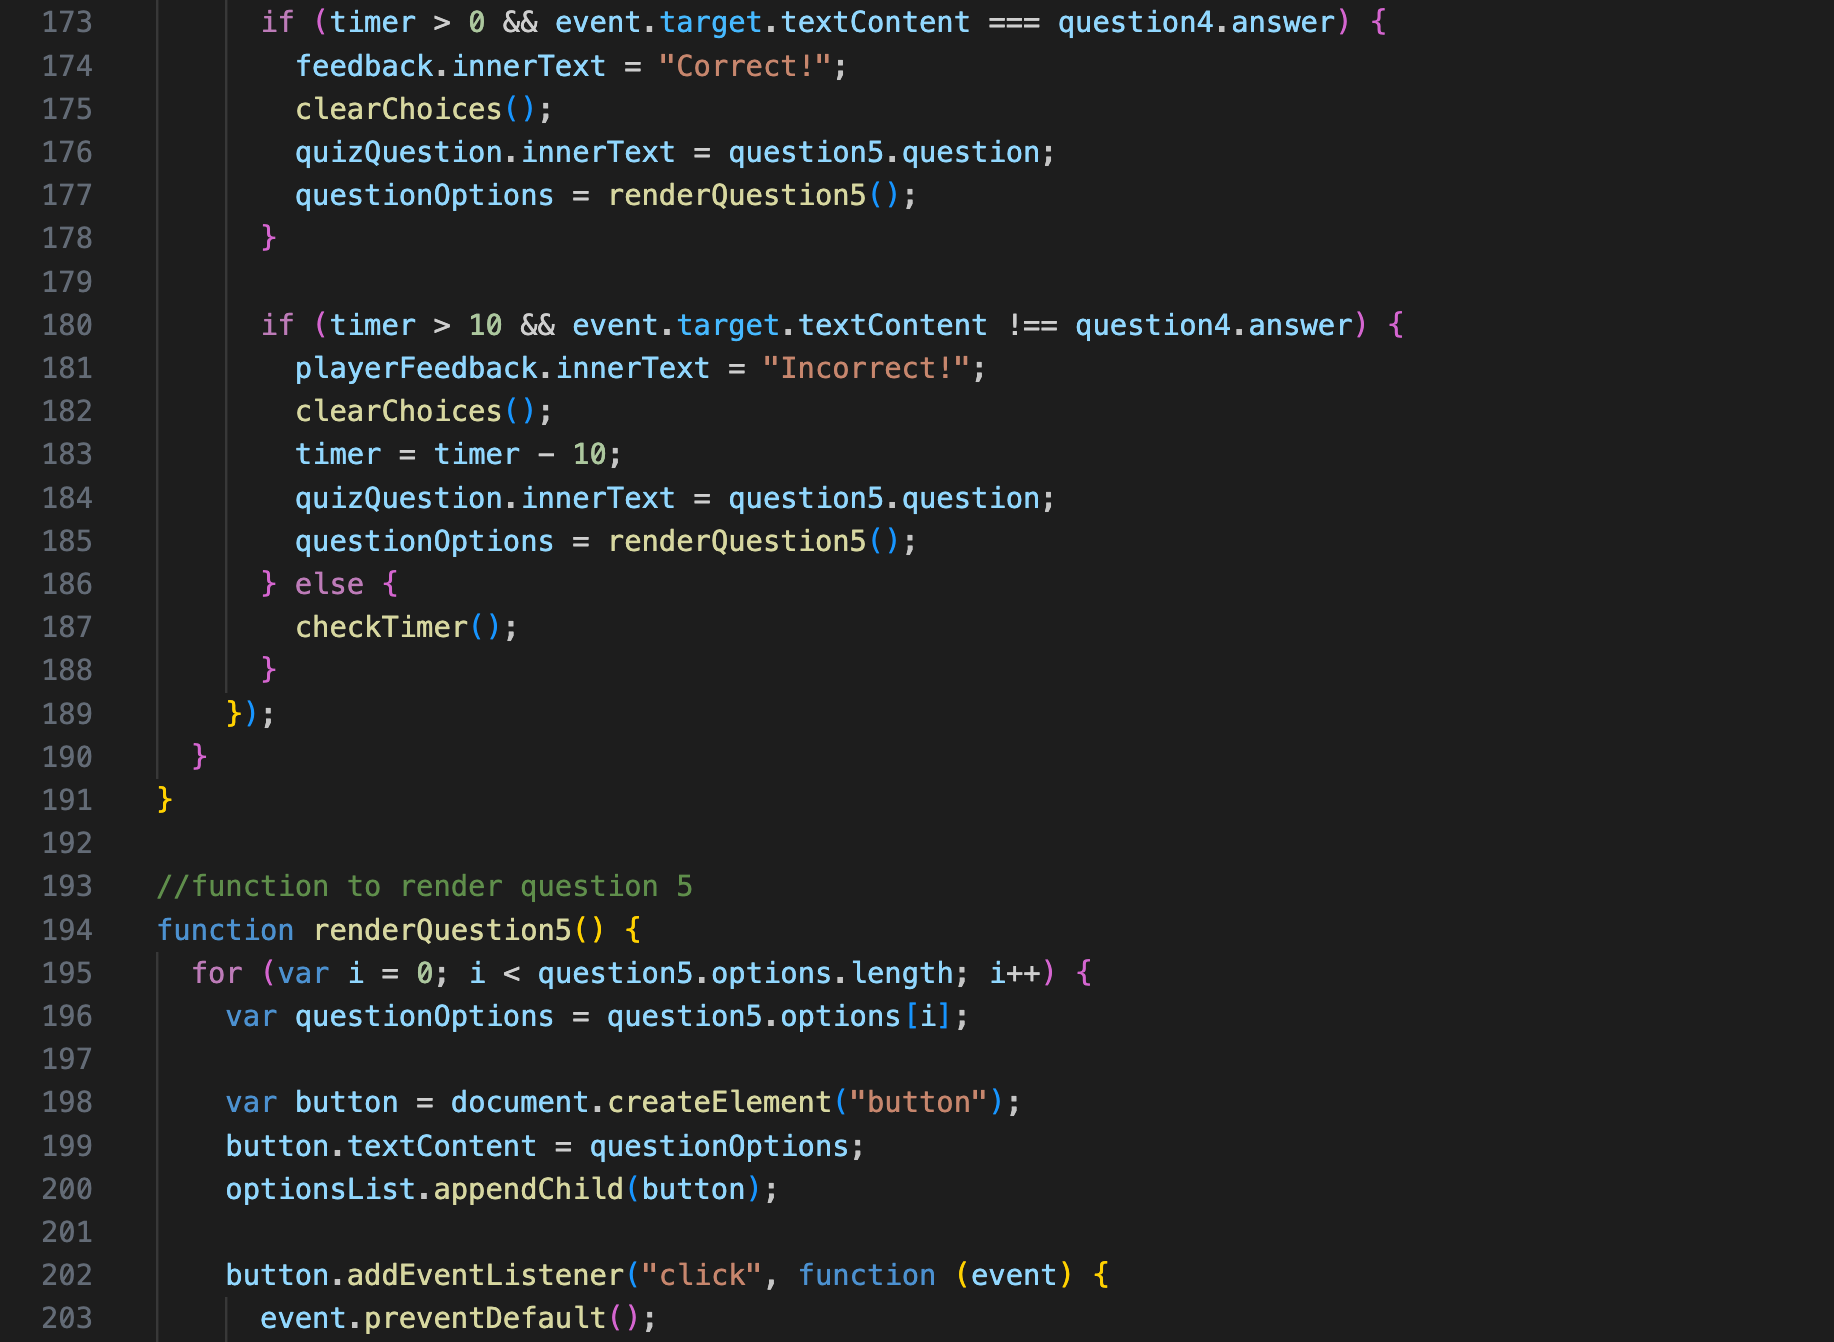 173 if (timer > 0 && event.target.textContent === question4.answer) {
174 feedback.innerText = "Correct!";
175 clearChoices();
176 quizQuestion.innerText = question5.question;
177 questionOptions = renderQuestion5();
178 }
179
180 if (timer > 10 && event.target.textContent !== question4.answer) {
181 playerFeedback.innerText = "Incorrect!";
182 clearChoices();
183 timer = timer - 10;
184 quizQuestion.innerText = question5.question;
185 questionOptions = renderQuestion5();
186 } else {
187 checkTimer();
188 }
189 });
190 }
191 }
192
193 //function to render question 5
194 function renderQuestion5() {
195 for (var i = 0; i < question5.options.length; i++) {
196 var questionOptions = question5.options[i];
197
198 var button = document.createElement("button");
199 button.textContent = questionOptions;
200 optionsList.appendChild(button);
201
202 button.addEventListener("click", function (event) {
203 event.preventDefault();